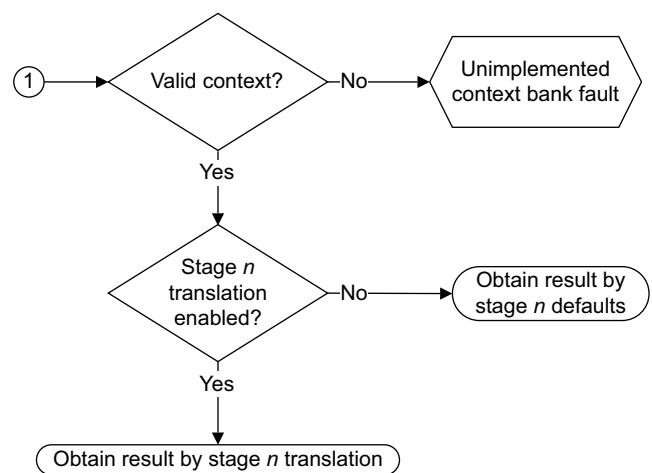 1
Valid context?
No
Unimplemented
context bank fault
Yes
Stage n
translation
enabled?
No
Obtain result by
stage n defaults
Yes
Obtain result by stage n translation